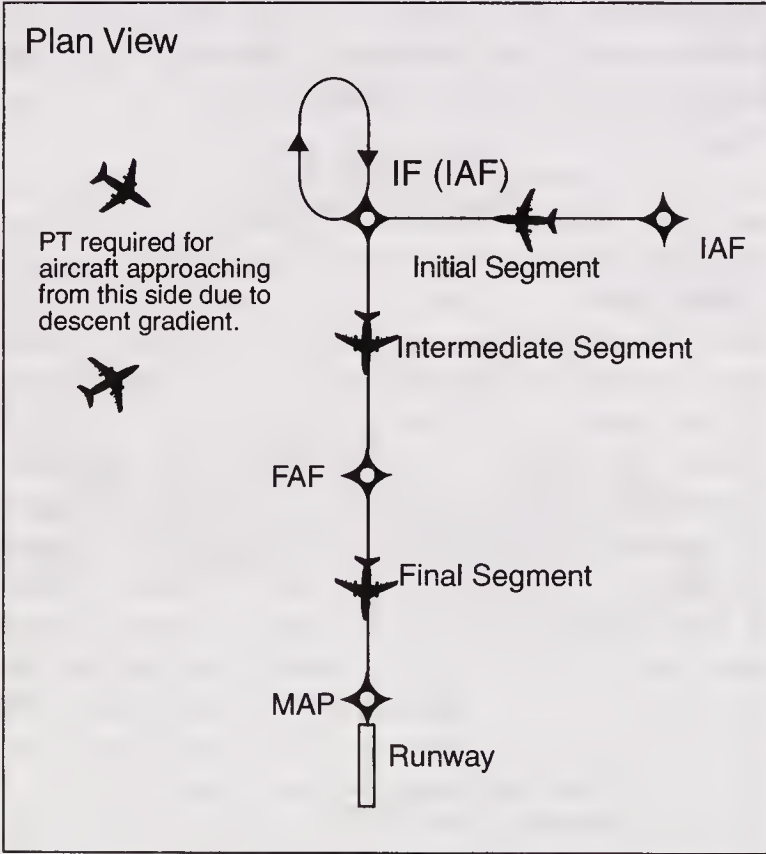 Plan View
IF (IAF)
IAF
PT required for
aircraft approaching
from this side due to
descent gradient.
Initial Segment
Intermediate Segment
FAF
Final Segment
MAP
Runway